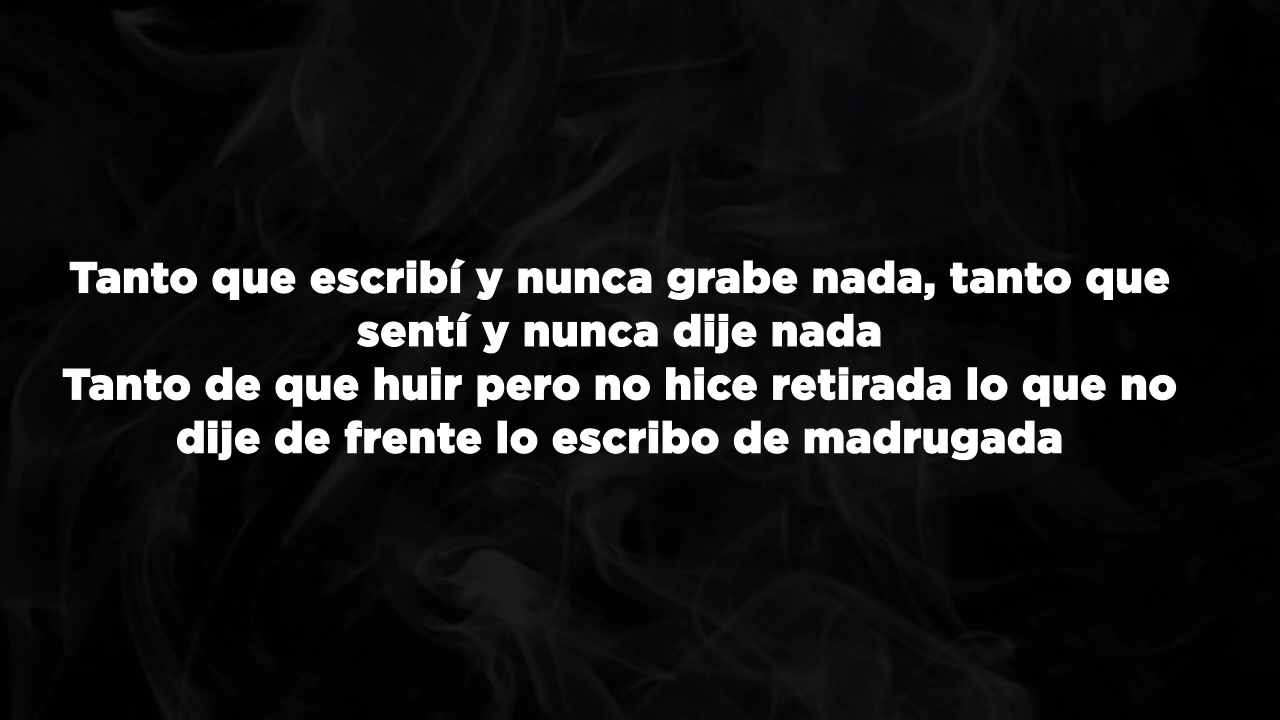 Tanto que escribí y nunca grabe nada, tanto que
sentí y nunca dije nada
Tanto de que huir pero no hice retirada lo que no
dije de frente lo escribo de madrugada